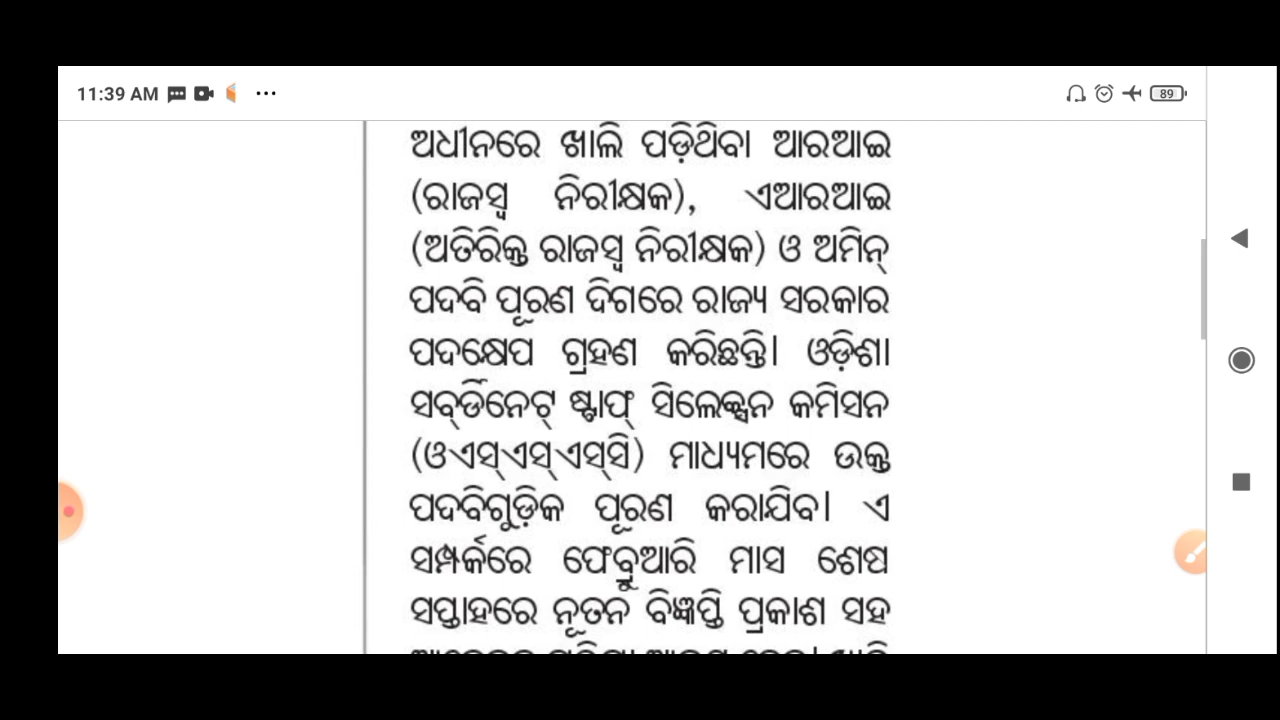 11:39 AM
89
ଅଧୀନରେ ଖାଲି ପଡ଼ିଥିବା ଆରଆଇ
(ରାଜସ୍ୱ ନିରୀକ୍ଷକ), ଏଆରଆଇ
(ଅତିରିକ୍ତ ରାଜସ୍ୱ ନିରୀକ୍ଷକ) ଓ ଅମିନ୍
ପଦବି ପୂରଣ ଦିଗରେ ରାଜ୍ୟ ସରକାର
ପଦକ୍ଷେପ ଗ୍ରହଣ କରିଛନ୍ତି। ଓଡ଼ିଶା
ସବ୍‌ର୍ଡିନେଟ୍ ଷ୍ଟାଫ୍ ସିଲେକ୍ସନ କମିସନ
(ଓଏସ୍ଏସ୍ଏସ୍‌ସି) ମାଧ୍ୟମରେ ଉକ୍ତ
ପଦବିଗୁଡ଼ିକ ପୂରଣ କରାଯିବ। ଏ
ସମ୍ପର୍କରେ ଫେବ୍ରୁଆରି ମାସ ଶେଷ
ସପ୍ତାହରେ ନୂତନ ବିଜ୍ଞପ୍ତି ପ୍ରକାଶ ସହ